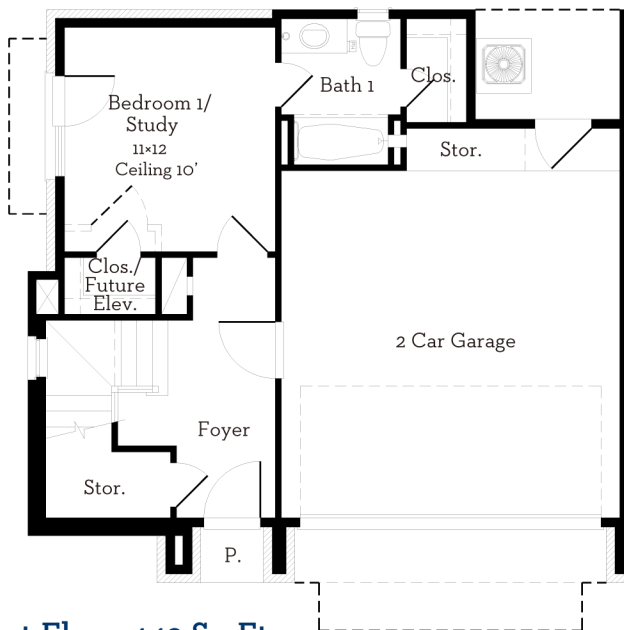 Bedroom 1/
Study
11×12
Ceiling 10'
Bath 1
Clos.
Stor.
Clos./
Future
Elev.
2 Car Garage
Foyer
Stor.
P.